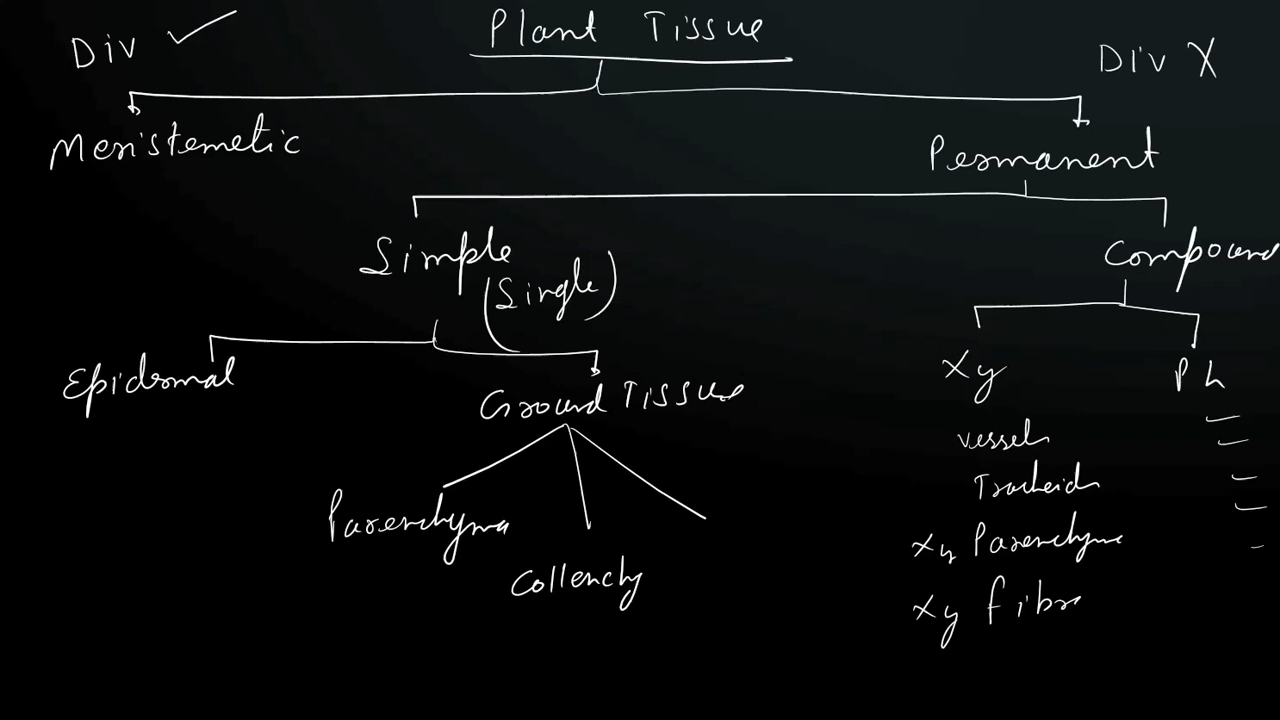 Plant Tissue
Div ✓
Div X
Meristemetic
Permanent
Simple
(Single)
Compound
Epidermal
Ground Tissue
Xy
Ph
Vessels
Tracheids
Parenchyma
Xy Parenchyma
Collenchy
Xy fibre